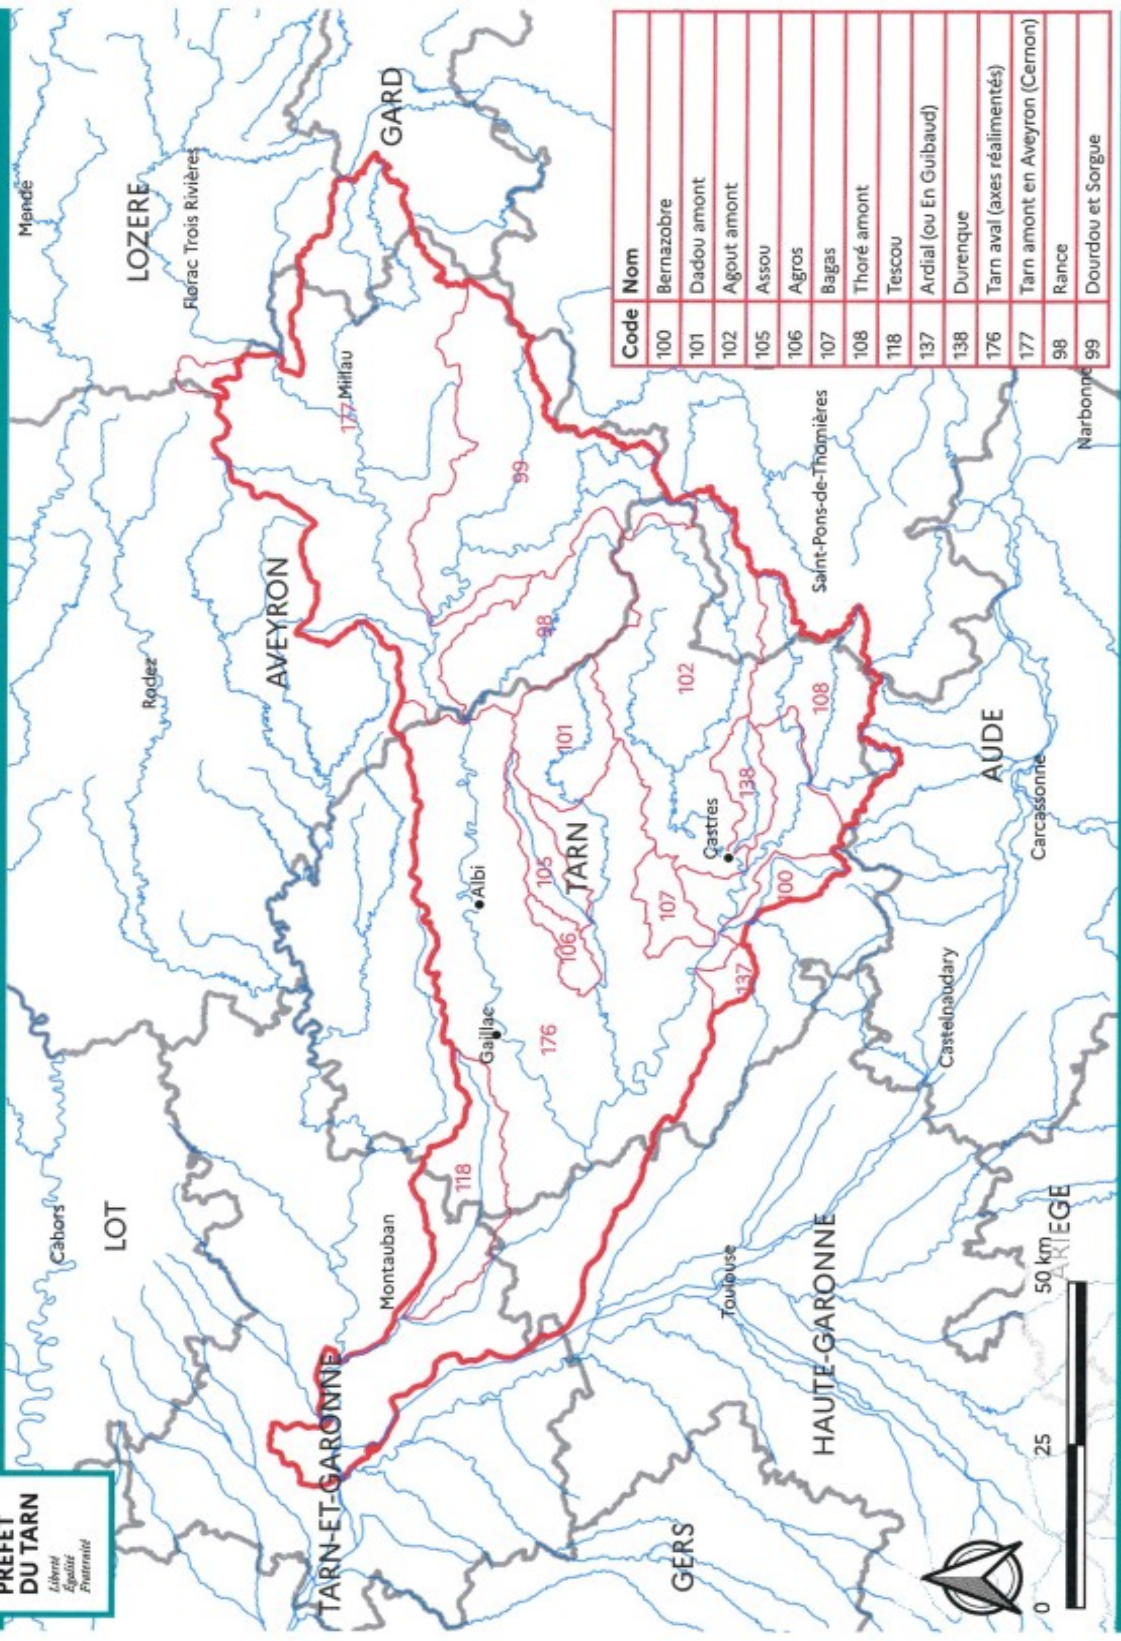 PRÉFET
DU TARN
Liberté
Égalité
Fraternité
Mende
LOZERE
Florac Trois Rivières
GARD
Cahors
LOT
Rodez
AVEYRON
177
Millau
99
98
Montauban
TARN-ET-GARONNE
118
Gaillac
Albi
176
106
105
TARN
101
102
107
Castres
138
108
100
137
Saint-Pons-de-Thomières
Narbonne
Castelnaudary
Carcassonne
AUDE
Toulouse
HAUTE-GARONNE
GERS
ARIEGE
0 25 50 km
Code Nom
100 Bernazobre
101 Dadou amont
102 Agout amont
105 Assou
106 Agros
107 Bagas
108 Thoré amont
118 Tescou
137 Ardial (ou En Guibaud)
138 Durenque
176 Tarn aval (axes réalimentés)
177 Tarn amont en Aveyron (Cernon)
98 Rance
99 Dourdou et Sorgue